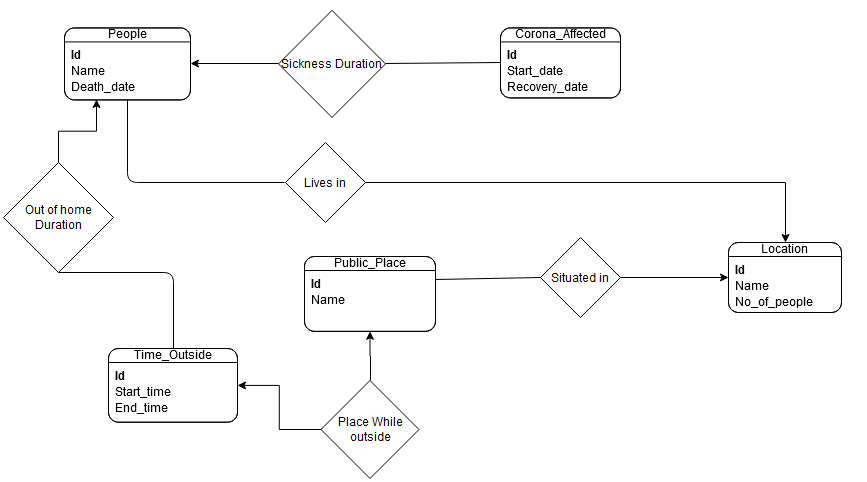 People
Id
Name
Death_date
Sickness Duration
Corona_Affected
Id
Start_date
Recovery_date
Out of home
Duration
Lives in
Public_Place
Id
Name
Situated in
Location
Id
Name
No_of_people
Time_Outside
Id
Start_time
End_time
Place While
outside